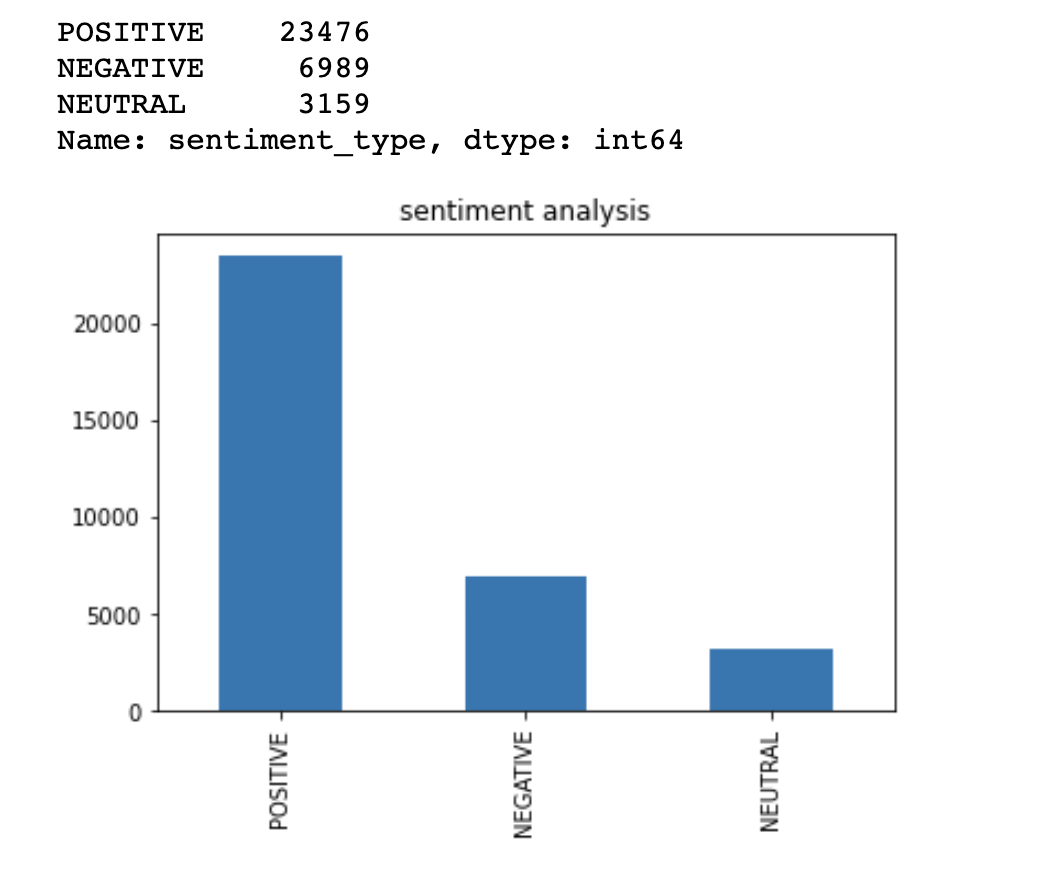 POSITIVE    23476
NEGATIVE     6989
NEUTRAL      3159
Name: sentiment_type, dtype: int64
sentiment analysis
20000
15000
10000
5000
0
POSITIVE
NEGATIVE
NEUTRAL